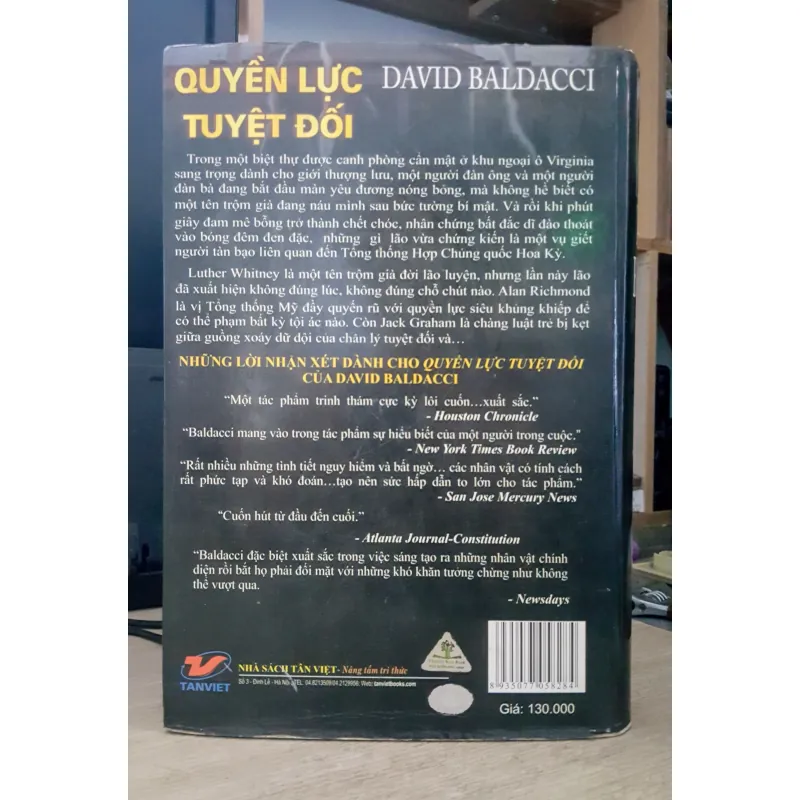 QUYỀN LỰC DAVID BALDACCI
TUYỆT ĐỐI
Trong một biệt thự được canh phòng cẩn mật ở khu ngoại ô Virginia
sang trọng dành cho giới thượng lưu, một người đàn ông và một người
đàn bà đang bắt đầu màn yêu đương nóng bỏng, mà không hề biết có
một tên trộm già đang náu mình sau bức tường bí mật. Và rồi khi phút
giây đam mê bỗng trở thành chết chóc, nhân chứng bất đắc dĩ đào thoát
vào bóng đêm đen đặc, những gì lão vừa chứng kiến là một vụ giết
người tàn bạo liên quan đến Tổng thống Hợp Chủng quốc Hoa Kỳ.
Luther Whitney là một tên trộm già đời lão luyện, nhưng lần này lão
đã xuất hiện không đúng lúc, không đúng chỗ chút nào. Alan Richmond
là vị Tổng thống Mỹ đầy quyến rũ với quyền lực siêu khủng khiếp để
có thể phạm bất kỳ tội ác nào. Còn Jack Graham là chàng luật trẻ bị kẹt
giữa guồng xoáy dữ dội của chân lý tuyệt đối và…
NHỮNG LỜI NHẬN XÉT DÀNH CHO QUYỀN LỰC TUYỆT ĐỐI
CỦA DAVID BALDACCI
“Một tác phẩm trinh thám cực kỳ lôi cuốn…xuất sắc.”
- Houston Chronicle
“Baldacci mang vào trong tác phẩm sự hiểu biết của một người trong cuộc.”
- New York Times Book Review
“Rất nhiều những tình tiết nguy hiểm và bất ngờ… các nhân vật có tính cách
rất phức tạp và khó đoán…tạo nên sức hấp dẫn to lớn cho tác phẩm.”
- San Jose Mercury News
“Cuốn hút từ đầu đến cuối.”
- Atlanta Journal-Constitution
“Baldacci đặc biệt xuất sắc trong việc sáng tạo ra những nhân vật chính
diện rồi bắt họ phải đối mặt với những khó khăn tưởng chừng như không
thể vượt qua.
- Newsdays
TANVIET
NHÀ SÁCH TÂN VIỆT - Nâng tầm tri thức
Số 3 - Đinh Lễ - Hà Nội
8935077058284
Giá: 130.000